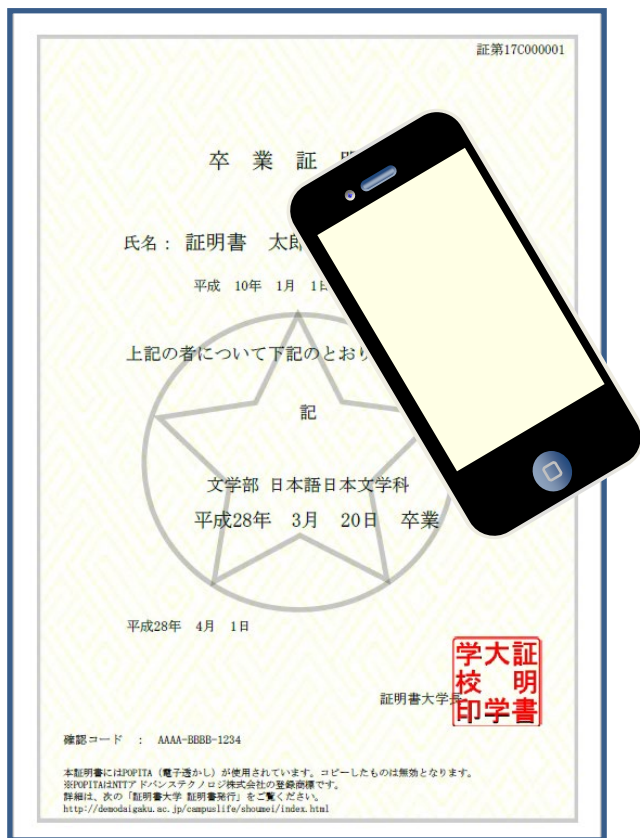 証第17C000001
卒 業 証
氏名： 証明書 太郎
平成 10年 1月 1日
上記の者について下記のとおり
記
文学部 日本語日本文学科
平成28年 3月 20日 卒業
平成28年 4月 1日
証明書大学長
証明書大学学校印
確認コード ： AAAA-BBBB-1234
本証明書にはPOPITA（電子透かし）が使用されています。コピーしたものは無効となります。
※POPITAはNTTアドバンステクノロジ株式会社の登録商標です。
詳細は、次の「証明書大学 証明書発行」をご覧ください。
http://demodaigaku.ac.jp/campuslife/shoumei/index.html